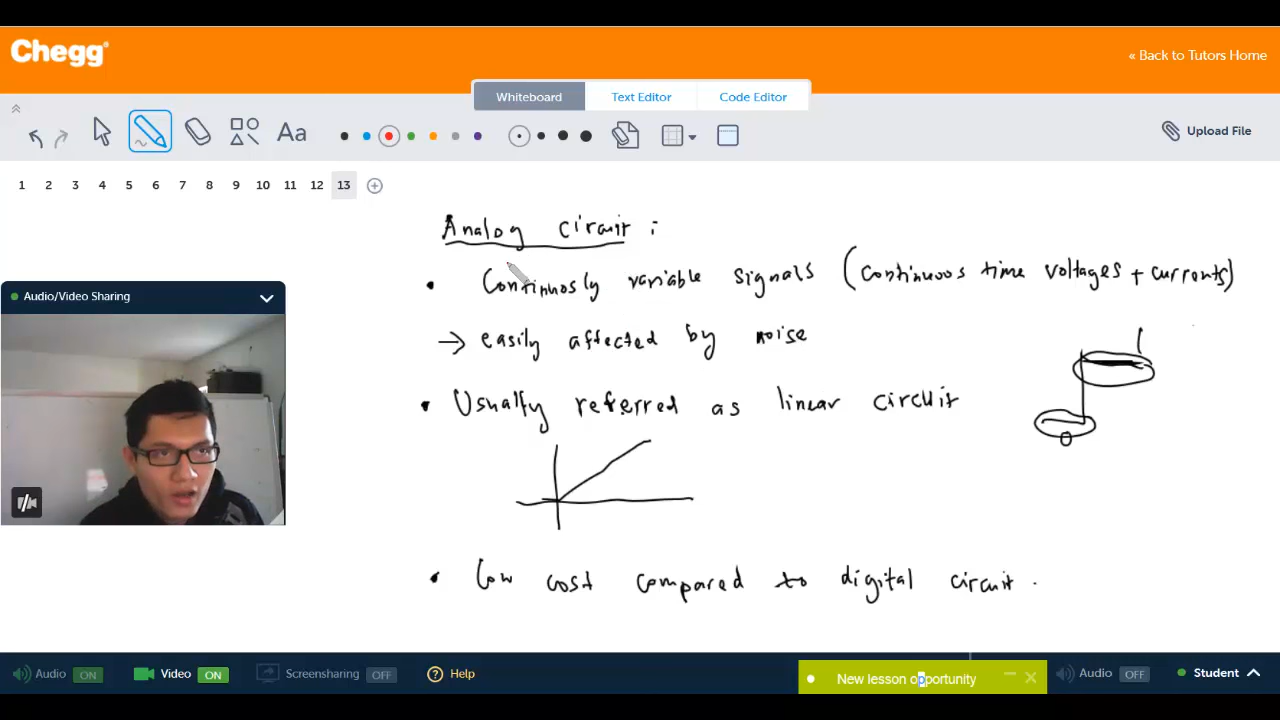 Chegg
« Back to Tutors Home
Whiteboard Text Editor Code Editor
Aa
Upload File
1 2 3 4 5 6 7 8 9 10 11 12 13
Analog circuit :
• Continuosly variable signals (Continuous time voltages + currents)
→ easily affected by noise
1
• Usually referred as linear circuit
0
• Low cost compared to digital circuit .
Audio/Video Sharing
Audio ON Video ON Screensharing OFF ? Help
New lesson opportunity
Audio OFF Student